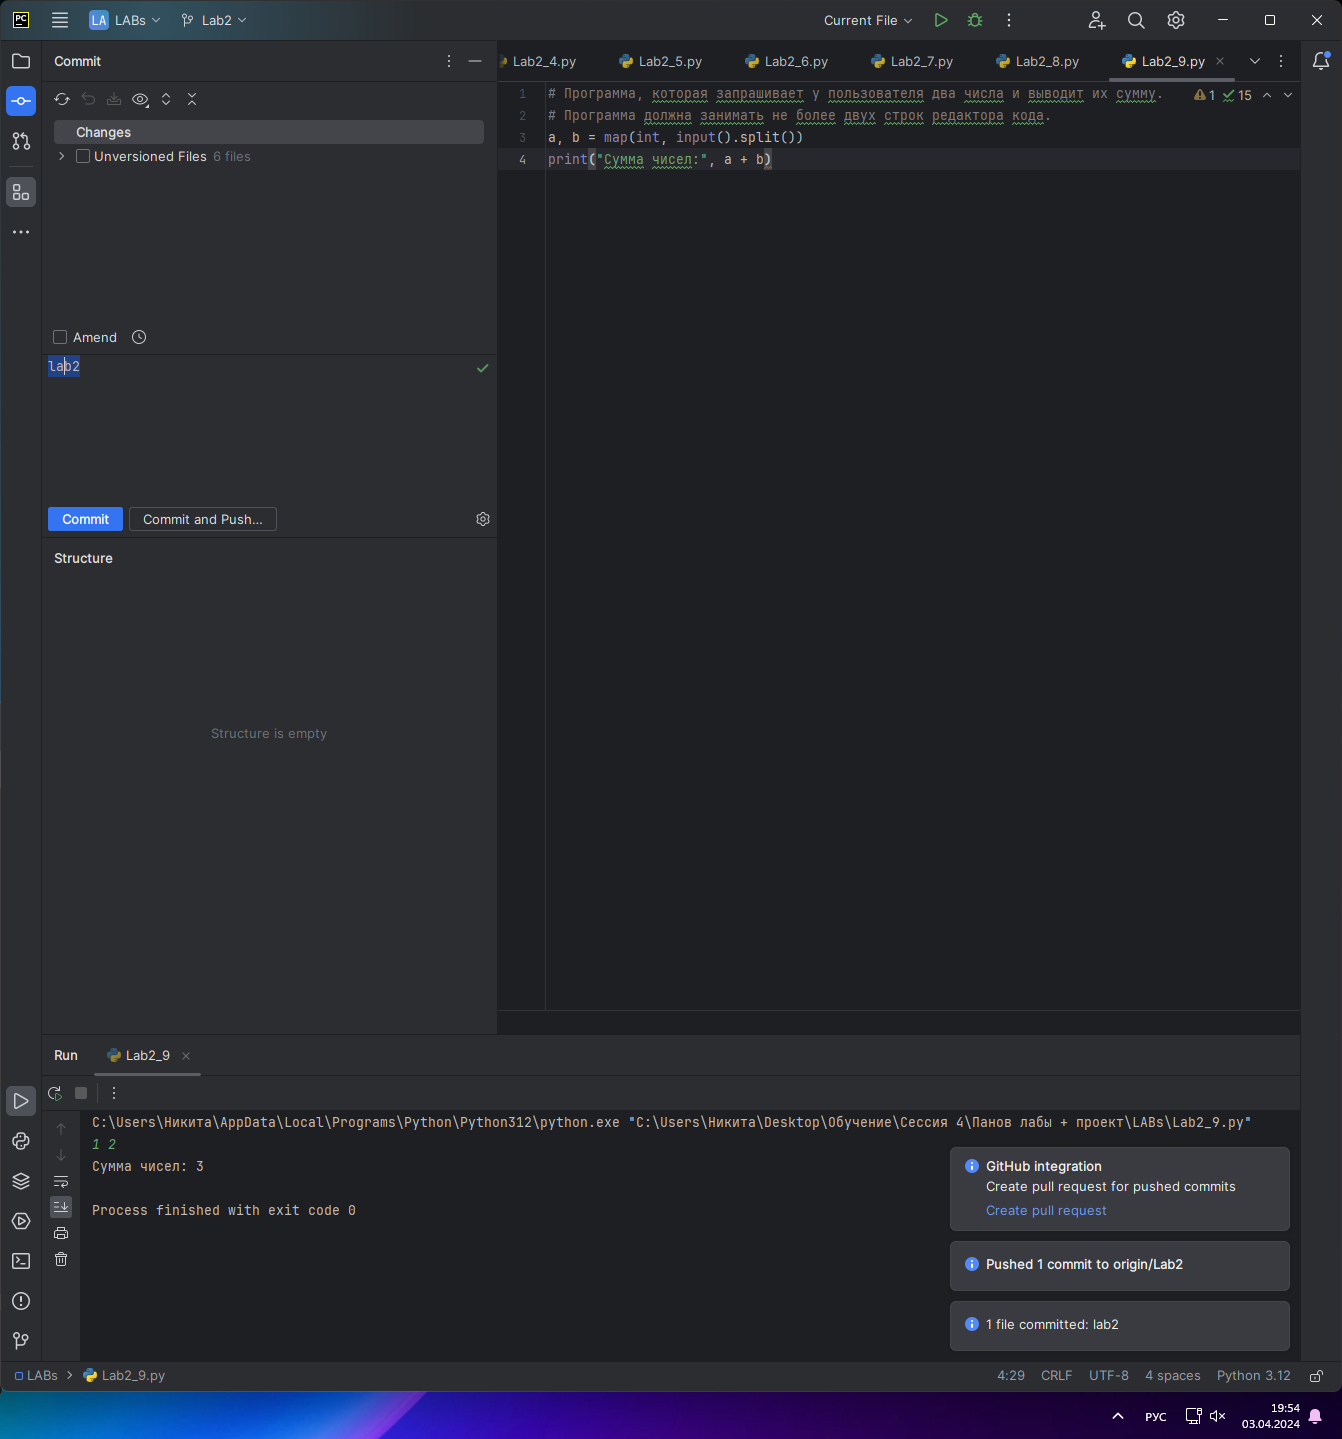 PC
LA LABs
Lab2
Current File
Commit
Changes
Unversioned Files 6 files
Amend
lab2
Commit
Commit and Push...
Structure
Structure is empty
Lab2_4.py
Lab2_5.py
Lab2_6.py
Lab2_7.py
Lab2_8.py
Lab2_9.py
1 # Программа, которая запрашивает у пользователя два числа и выводит их сумму.
1 15
2 # Программа должна занимать не более двух строк редактора кода.
3 a, b = map(int, input().split())
4 print("Сумма чисел:", a + b)
Run
Lab2_9
C:\Users\Никита\AppData\Local\Programs\Python\Python312\python.exe "C:\Users\Никита\Desktop\Обучение\Сессия 4\Панов лабы + проект\LABs\Lab2_9.py"
1 2
Сумма чисел: 3
Process finished with exit code 0
GitHub integration
Create pull request for pushed commits
Create pull request
Pushed 1 commit to origin/Lab2
1 file committed: lab2
LABs
Lab2_9.py
4:29
CRLF
UTF-8
4 spaces
Python 3.12
РУС
19:54
03.04.2024